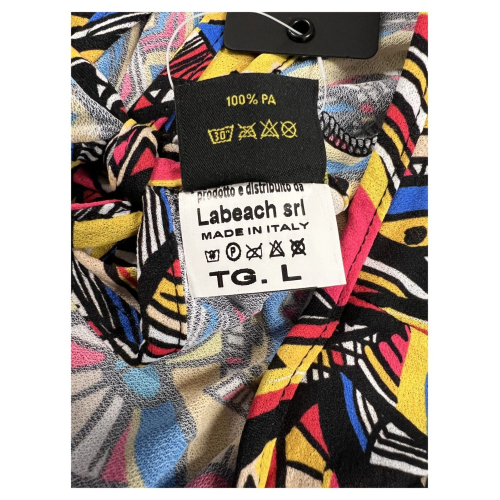 100% PA
30°
prodotto e distribuito da
Labeach srl
MADE IN ITALY
P
TG. L